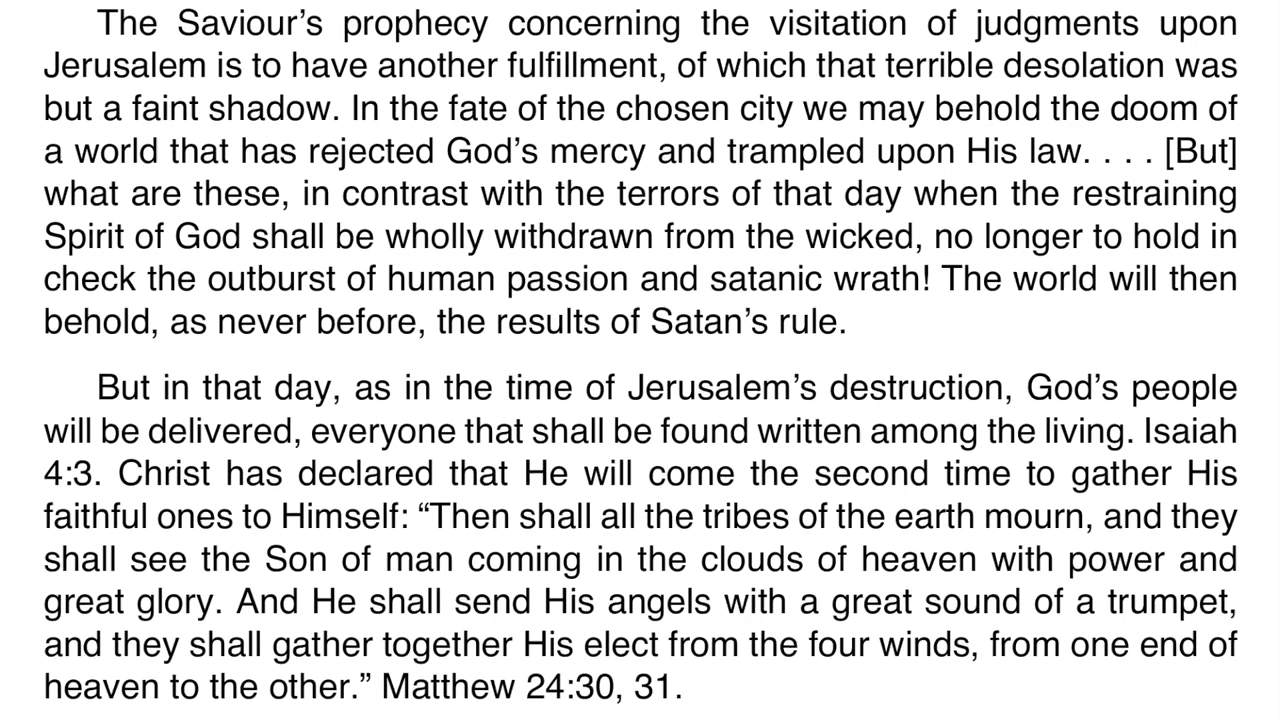 The Saviour’s prophecy concerning the visitation of judgments upon
Jerusalem is to have another fulfillment, of which that terrible desolation was
but a faint shadow. In the fate of the chosen city we may behold the doom of
a world that has rejected God’s mercy and trampled upon His law. . . . [But]
what are these, in contrast with the terrors of that day when the restraining
Spirit of God shall be wholly withdrawn from the wicked, no longer to hold in
check the outburst of human passion and satanic wrath! The world will then
behold, as never before, the results of Satan’s rule.
But in that day, as in the time of Jerusalem’s destruction, God’s people
will be delivered, everyone that shall be found written among the living. Isaiah
4:3. Christ has declared that He will come the second time to gather His
faithful ones to Himself: “Then shall all the tribes of the earth mourn, and they
shall see the Son of man coming in the clouds of heaven with power and
great glory. And He shall send His angels with a great sound of a trumpet,
and they shall gather together His elect from the four winds, from one end of
heaven to the other.” Matthew 24:30, 31.